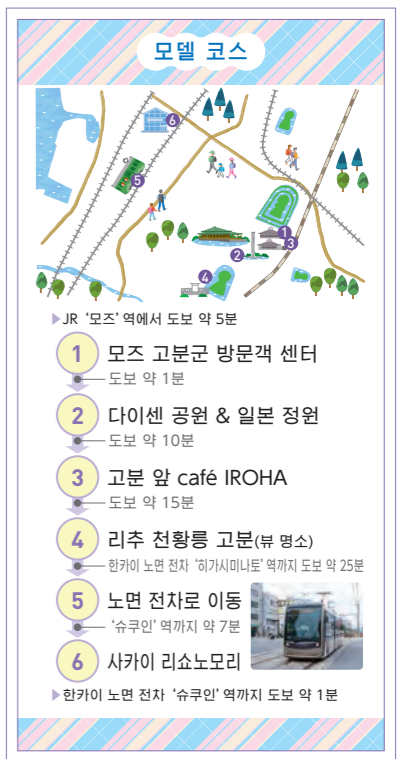 모델 코스
6
5
1
3
2
4
▶JR ‘모즈’역에서 도보 약 5분
1 모즈 고분군 방문객 센터
도보 약 1분
2 다이센 공원 & 일본 정원
도보 약 10분
3 고분 앞 café IROHA
도보 약 15분
4 리추 천황릉 고분(뷰 명소)
한카이 노면 전차 ‘히가시미나토’역까지 도보 약 25분
5 노면 전차로 이동
‘슈쿠인’역까지 약 7분
6 사카이 리쇼노모리
▶한카이 노면 전차 ‘슈쿠인’역까지 도보 약 1분